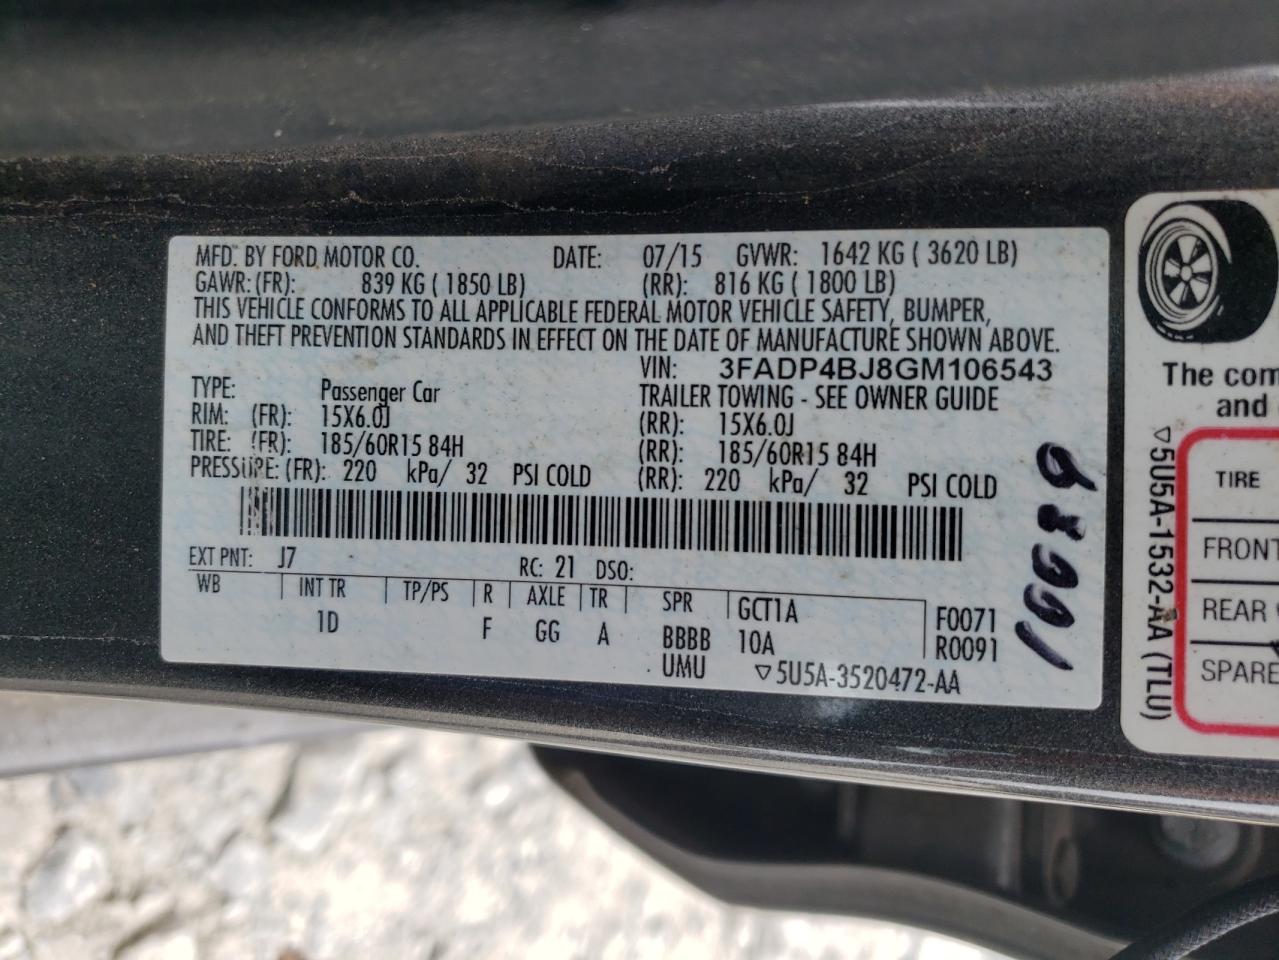 MFD. BY FORD MOTOR CO. DATE: 07/15 GVWR: 1642 KG ( 3620 LB)
GAWR: (FR): 839 KG ( 1850 LB) (RR): 816 KG ( 1800 LB)
THIS VEHICLE CONFORMS TO ALL APPLICABLE FEDERAL MOTOR VEHICLE SAFETY, BUMPER,
AND THEFT PREVENTION STANDARDS IN EFFECT ON THE DATE OF MANUFACTURE SHOWN ABOVE.
VIN: 3FADP4BJ8GM106543
TYPE: Passenger Car TRAILER TOWING - SEE OWNER GUIDE
RIM: (FR): 15X6.0J (RR): 15X6.0J
TIRE: (FR): 185/60R15 84H (RR): 185/60R15 84H
PRESSURE: (FR): 220 kPa/ 32 PSI COLD (RR): 220 kPa/ 32 PSI COLD
EXT PNT: J7 RC: 21 DSO:
WB INT TR TP/PS R AXLE TR SPR GCT1A F0071
1D F GG A BBBB 10A R0091
UMU ▽5U5A-3520472-AA
▽5U5A-1532-AA (TLU)
The com
and
TIRE
FRONT
REAR
SPARE